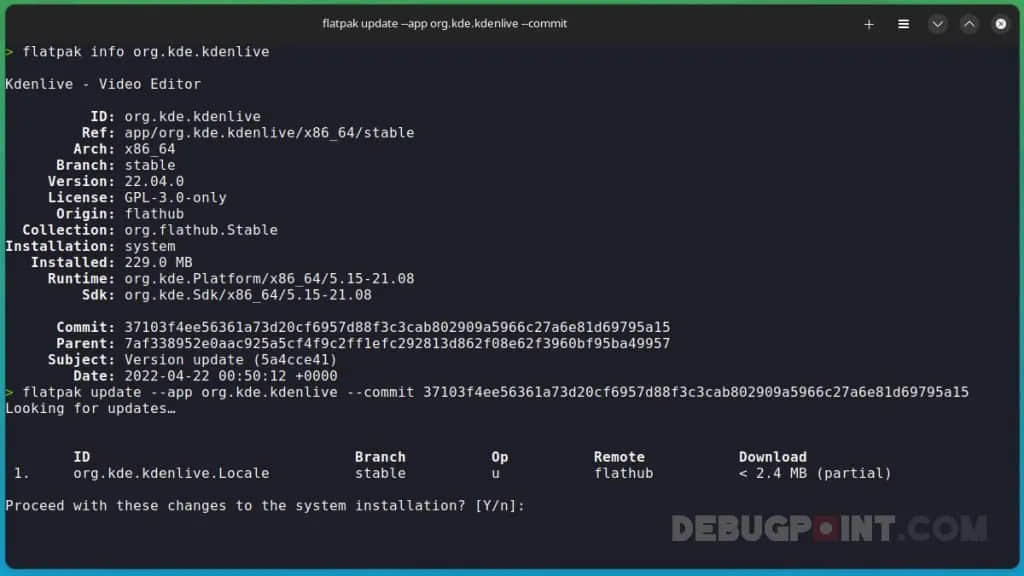 flatpak update --app org.kde.kdenlive --commit
> flatpak info org.kde.kdenlive
Kdenlive - Video Editor
ID: org.kde.kdenlive
Ref: app/org.kde.kdenlive/x86_64/stable
Arch: x86_64
Branch: stable
Version: 22.04.0
License: GPL-3.0-only
Origin: flathub
Collection: org.flathub.Stable
Installation: system
Installed: 229.0 MB
Runtime: org.kde.Platform/x86_64/5.15-21.08
Sdk: org.kde.Sdk/x86_64/5.15-21.08
Commit: 37103f4ee56361a73d20cf6957d88f3c3cab802909a5966c27a6e81d69795a15
Parent: 7af338952e0aac925a5cf4f9c2ff1efc292813d862f08e62f3960bf95ba49957
Subject: Version update (5a4cce41)
Date: 2022-04-22 00:50:12 +0000
> flatpak update --app org.kde.kdenlive --commit 37103f4ee56361a73d20cf6957d88f3c3cab802909a5966c27a6e81d69795a15
Looking for updates…
ID Branch Op Remote Download
1. org.kde.kdenlive.Locale stable u flathub < 2.4 MB (partial)
Proceed with these changes to the system installation? [Y/n]:
DEBUGPOINT.COM